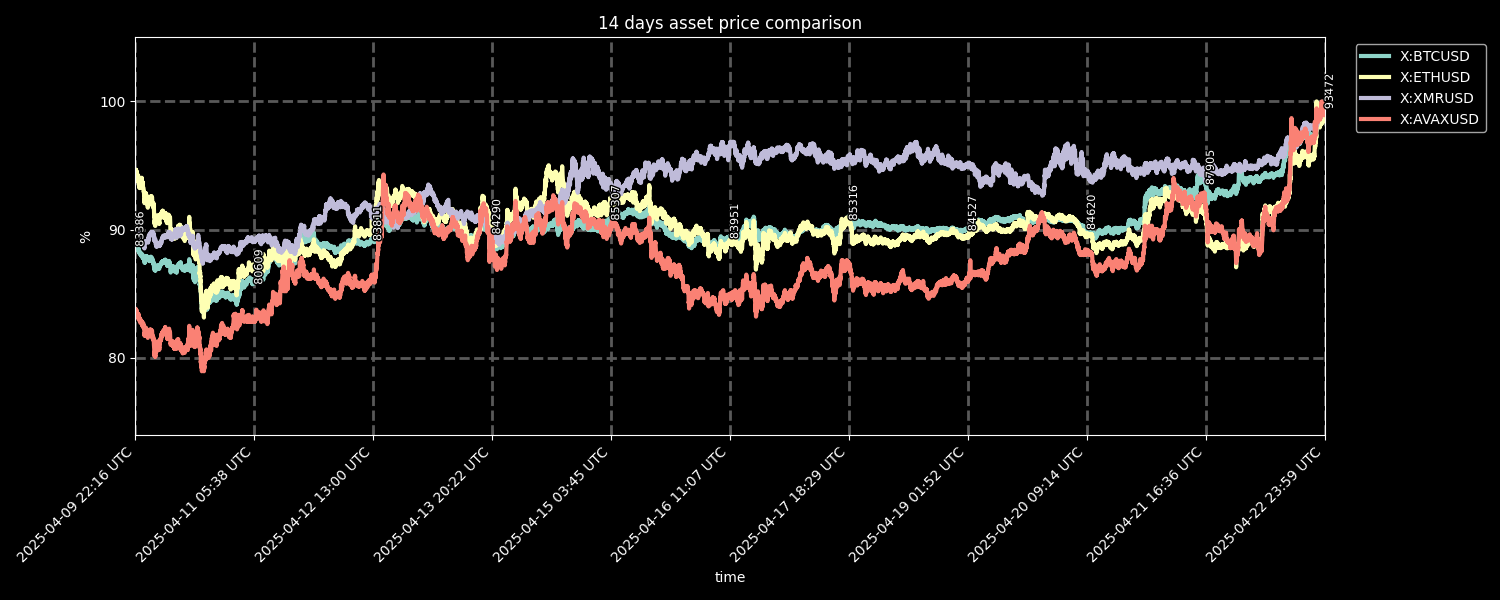 14 days asset price comparison
X:BTCUSD
X:ETHUSD
X:XMRUSD
X:AVAXUSD
100
90
80
%
83386
80609
83811
84290
85307
83951
85316
84527
84620
87905
93472
2025-04-09 22:16 UTC
2025-04-11 05:38 UTC
2025-04-12 13:00 UTC
2025-04-13 20:22 UTC
2025-04-15 03:45 UTC
2025-04-16 11:07 UTC
2025-04-17 18:29 UTC
2025-04-19 01:52 UTC
2025-04-20 09:14 UTC
2025-04-21 16:36 UTC
2025-04-22 23:59 UTC
time